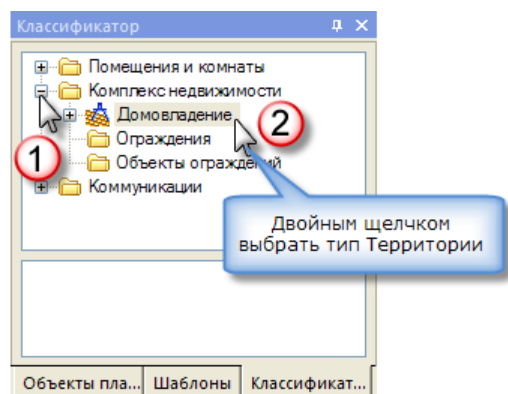 Классификатор
Помещения и комнаты
Комплекс недвижимости
Домовладение
2
Ограждения
1
Объекты ограждений
Коммуникации
Двойным щелчком
выбрать тип Территории
Объекты пла... Шаблоны Классификат...